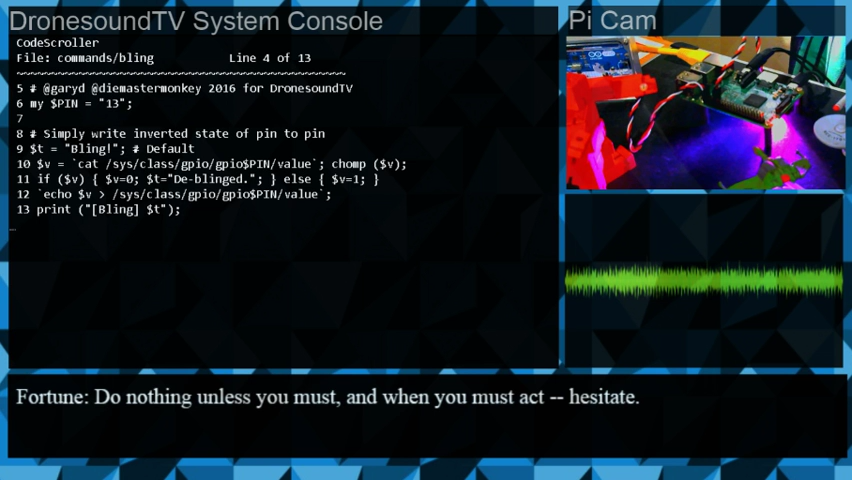 DronesoundTV System Console
Pi Cam
CodeScroller
File: commands/bling Line 4 of 13
~~~~~~~~~~~~~~~~~~~~~~~~~~~~~~~~~~~~~~~~~~~~~~~~~~~~~~
5 # @garyd @diemastermonkey 2016 for DronesoundTV
6 my $PIN = "13";
7
8 # Simply write inverted state of pin to pin
9 $t = "Bling!"; # Default
10 $v = `cat /sys/class/gpio/gpio$PIN/value`; chomp ($v);
11 if ($v) { $v=0; $t="De-blinged."; } else { $v=1; }
12 `echo $v > /sys/class/gpio/gpio$PIN/value`;
13 print ("[Bling] $t");
Fortune: Do nothing unless you must, and when you must act -- hesitate.